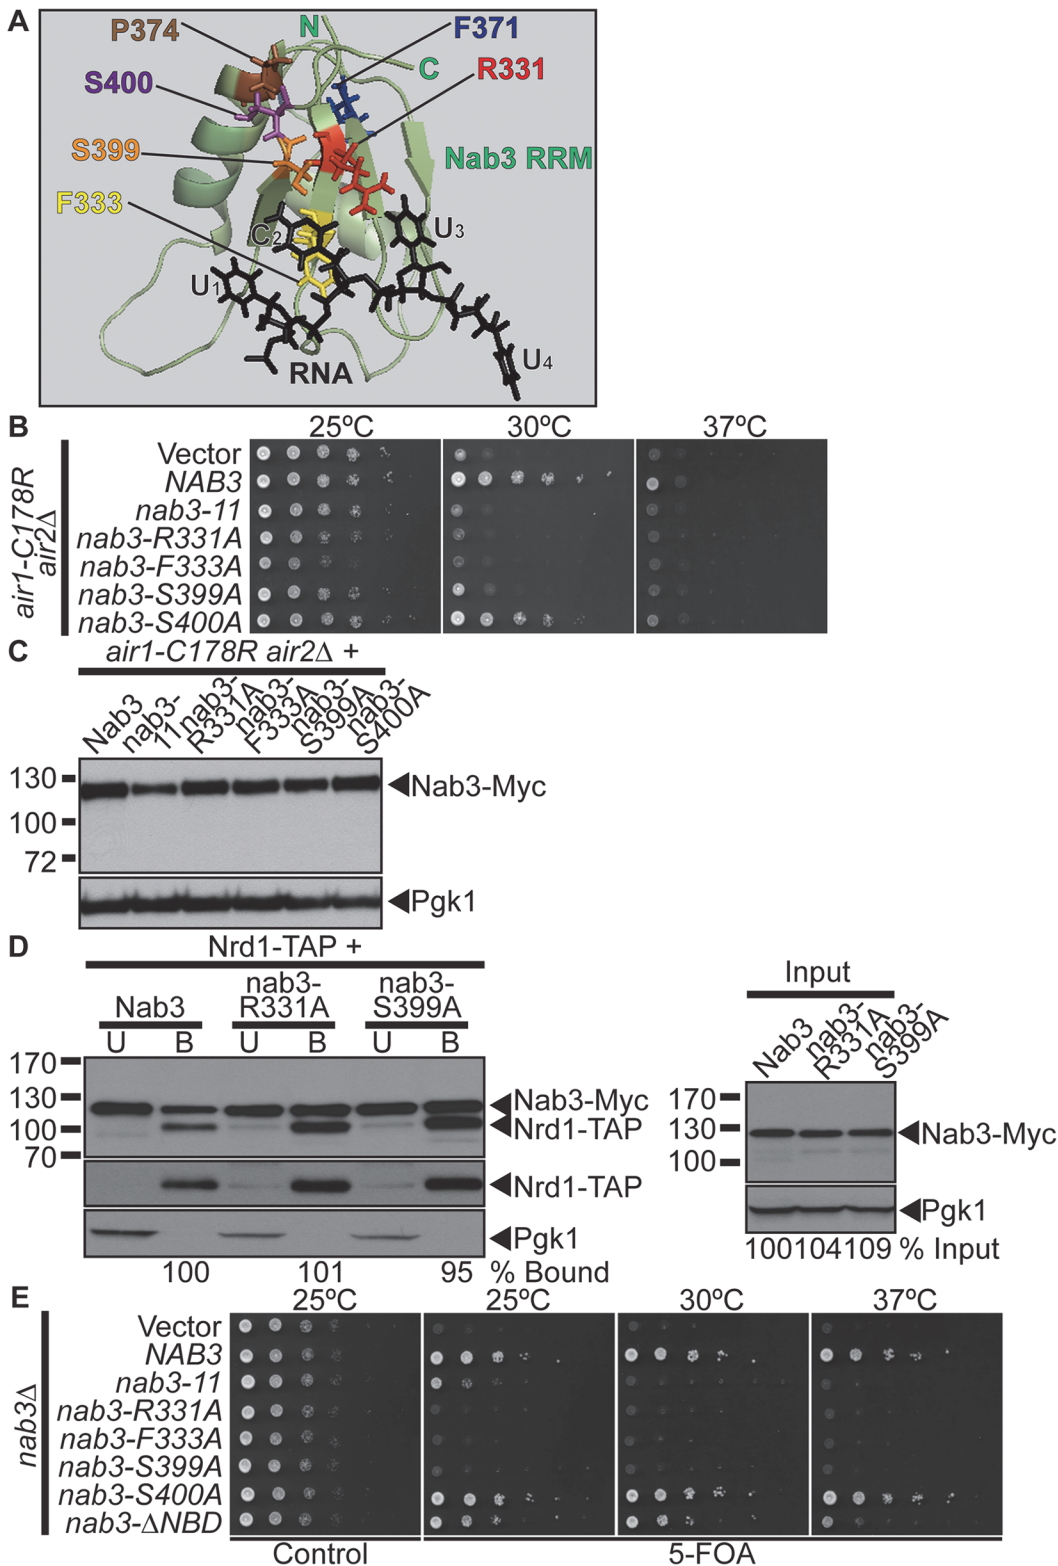 A
P374
N
F371
S400
C
R331
S399
Nab3 RRM
F333
C2
U3
U1
U4
RNA
B
25ºC 30ºC 37ºC
air1-C178R
air2Δ
Vector
NAB3
nab3-11
nab3-R331A
nab3-F333A
nab3-S399A
nab3-S400A
C
air1-C178R air2Δ +
Nab3
nab3-
11
nab3-
R331A
nab3-
F333A
nab3-
S399A
nab3-
S400A
130
Nab3-Myc
100
72
Pgk1
D
Nrd1-TAP +
Nab3
nab3-
R331A
nab3-
S399A
U B U B U B
170
130
Nab3-Myc
100
Nrd1-TAP
70
Nrd1-TAP
Pgk1
100 101 95 % Bound
Input
Nab3
nab3-
R331A
nab3-
S399A
170
130
Nab3-Myc
100
Pgk1
100 104 109 % Input
E
25ºC 25ºC 30ºC 37ºC
nab3Δ
Vector
NAB3
nab3-11
nab3-R331A
nab3-F333A
nab3-S399A
nab3-S400A
nab3-ΔNBD
Control 5-FOA